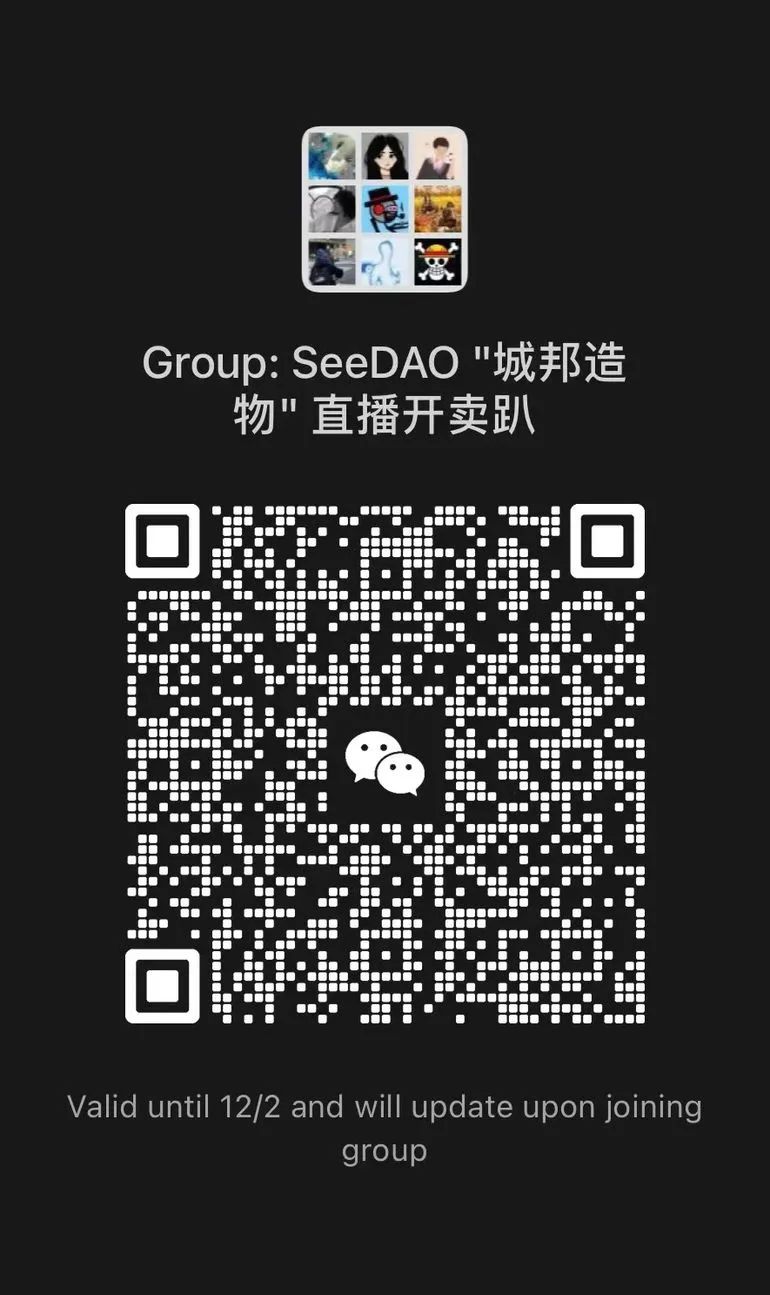 Group: SeeDAO "城邦造
物" 直播开卖趴
Valid until 12/2 and will update upon joining
group